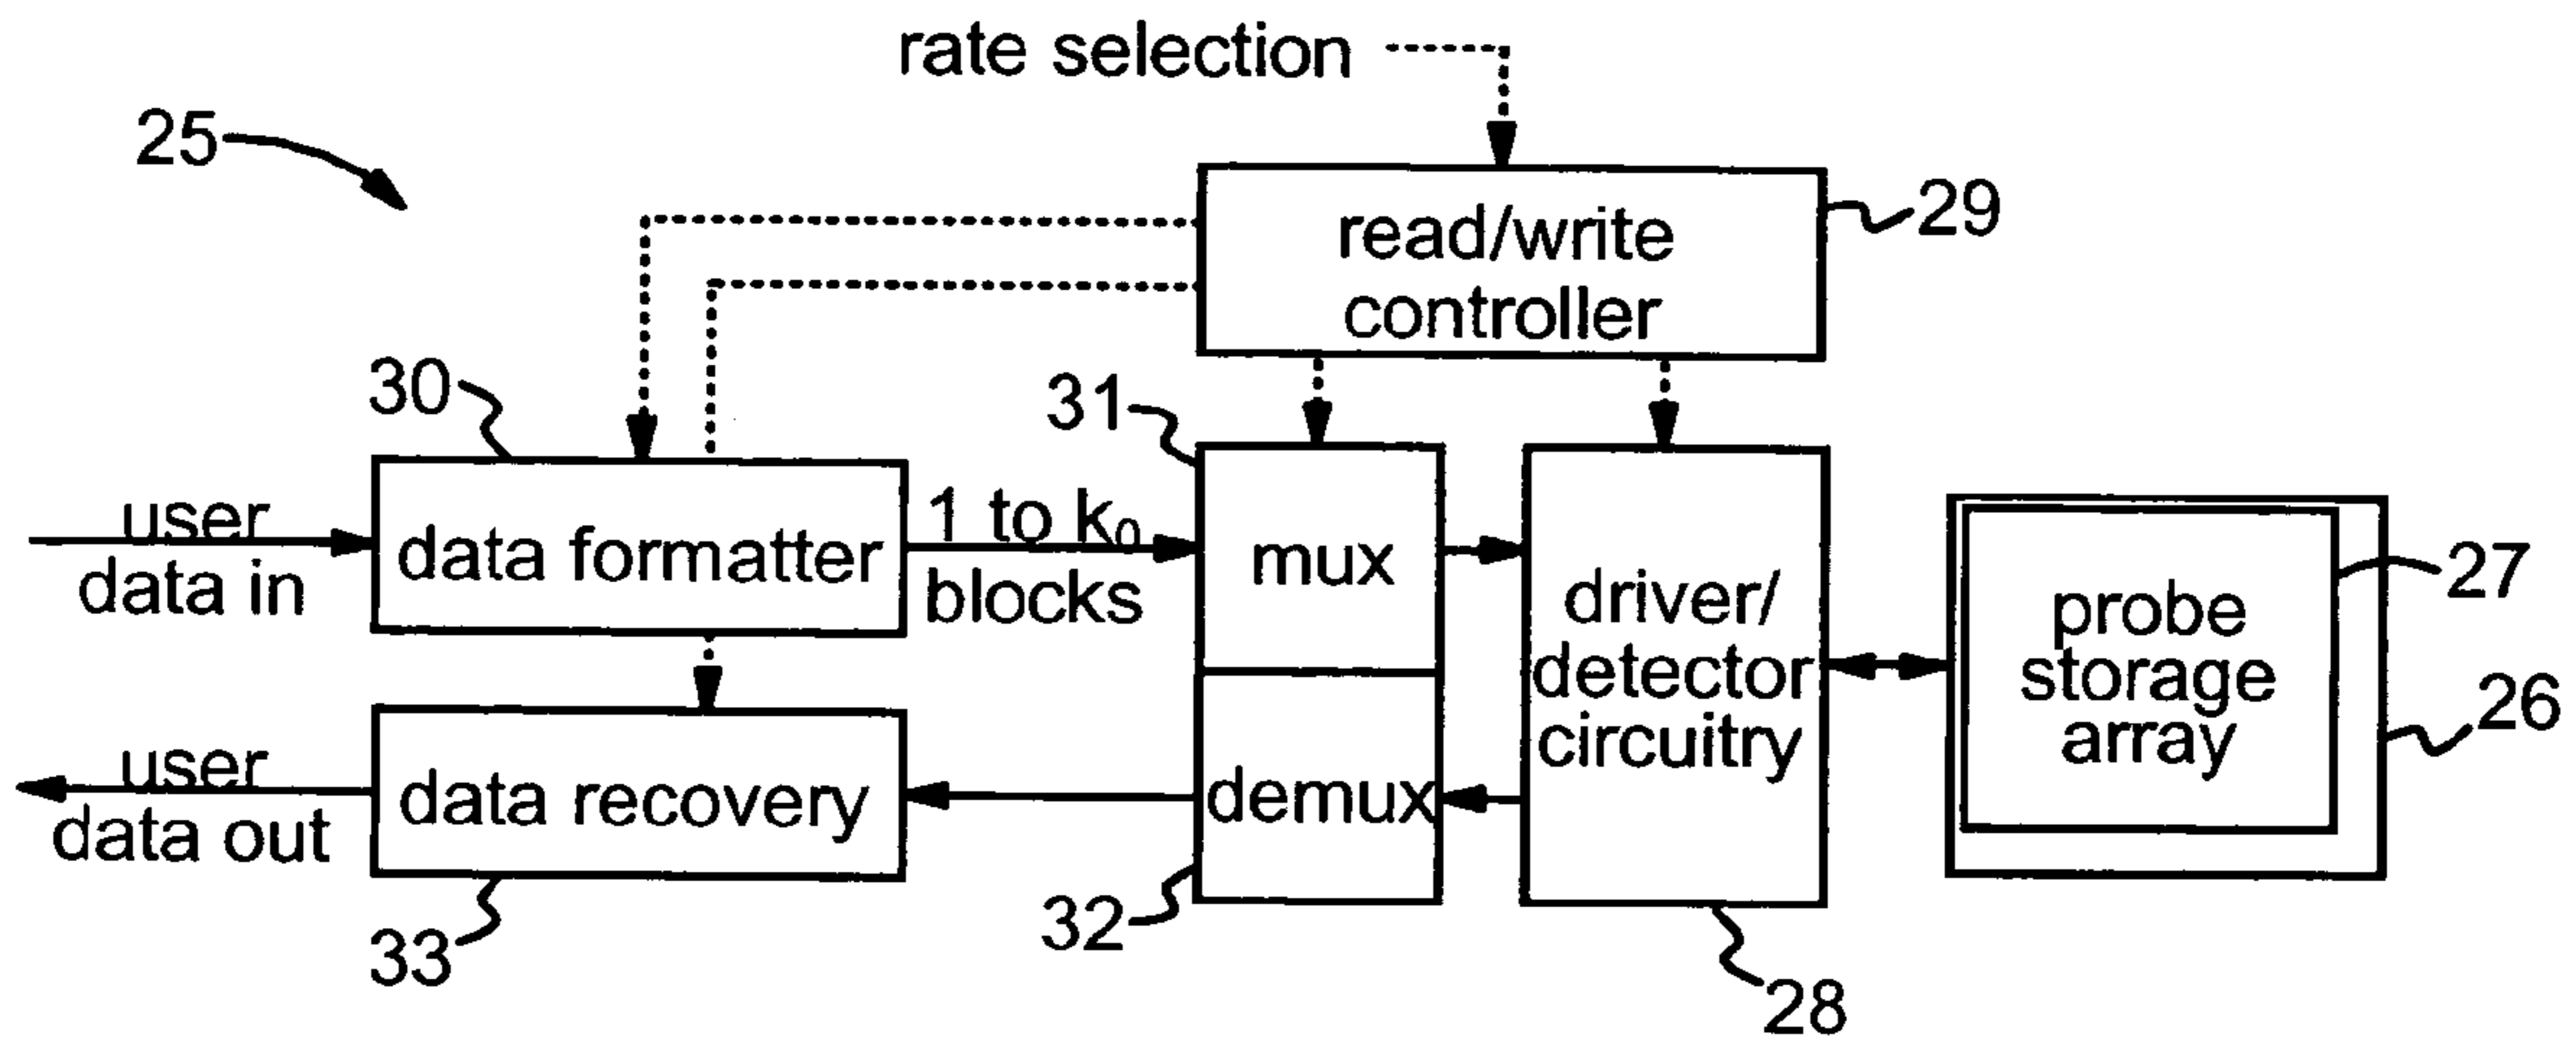 rate selection
25
read/write
controller
29
30
31
user
data in
data formatter
1 to k₀
blocks
mux
driver/
detector
circuitry
probe
storage
array
27
26
user
data out
data recovery
demux
32
33
28